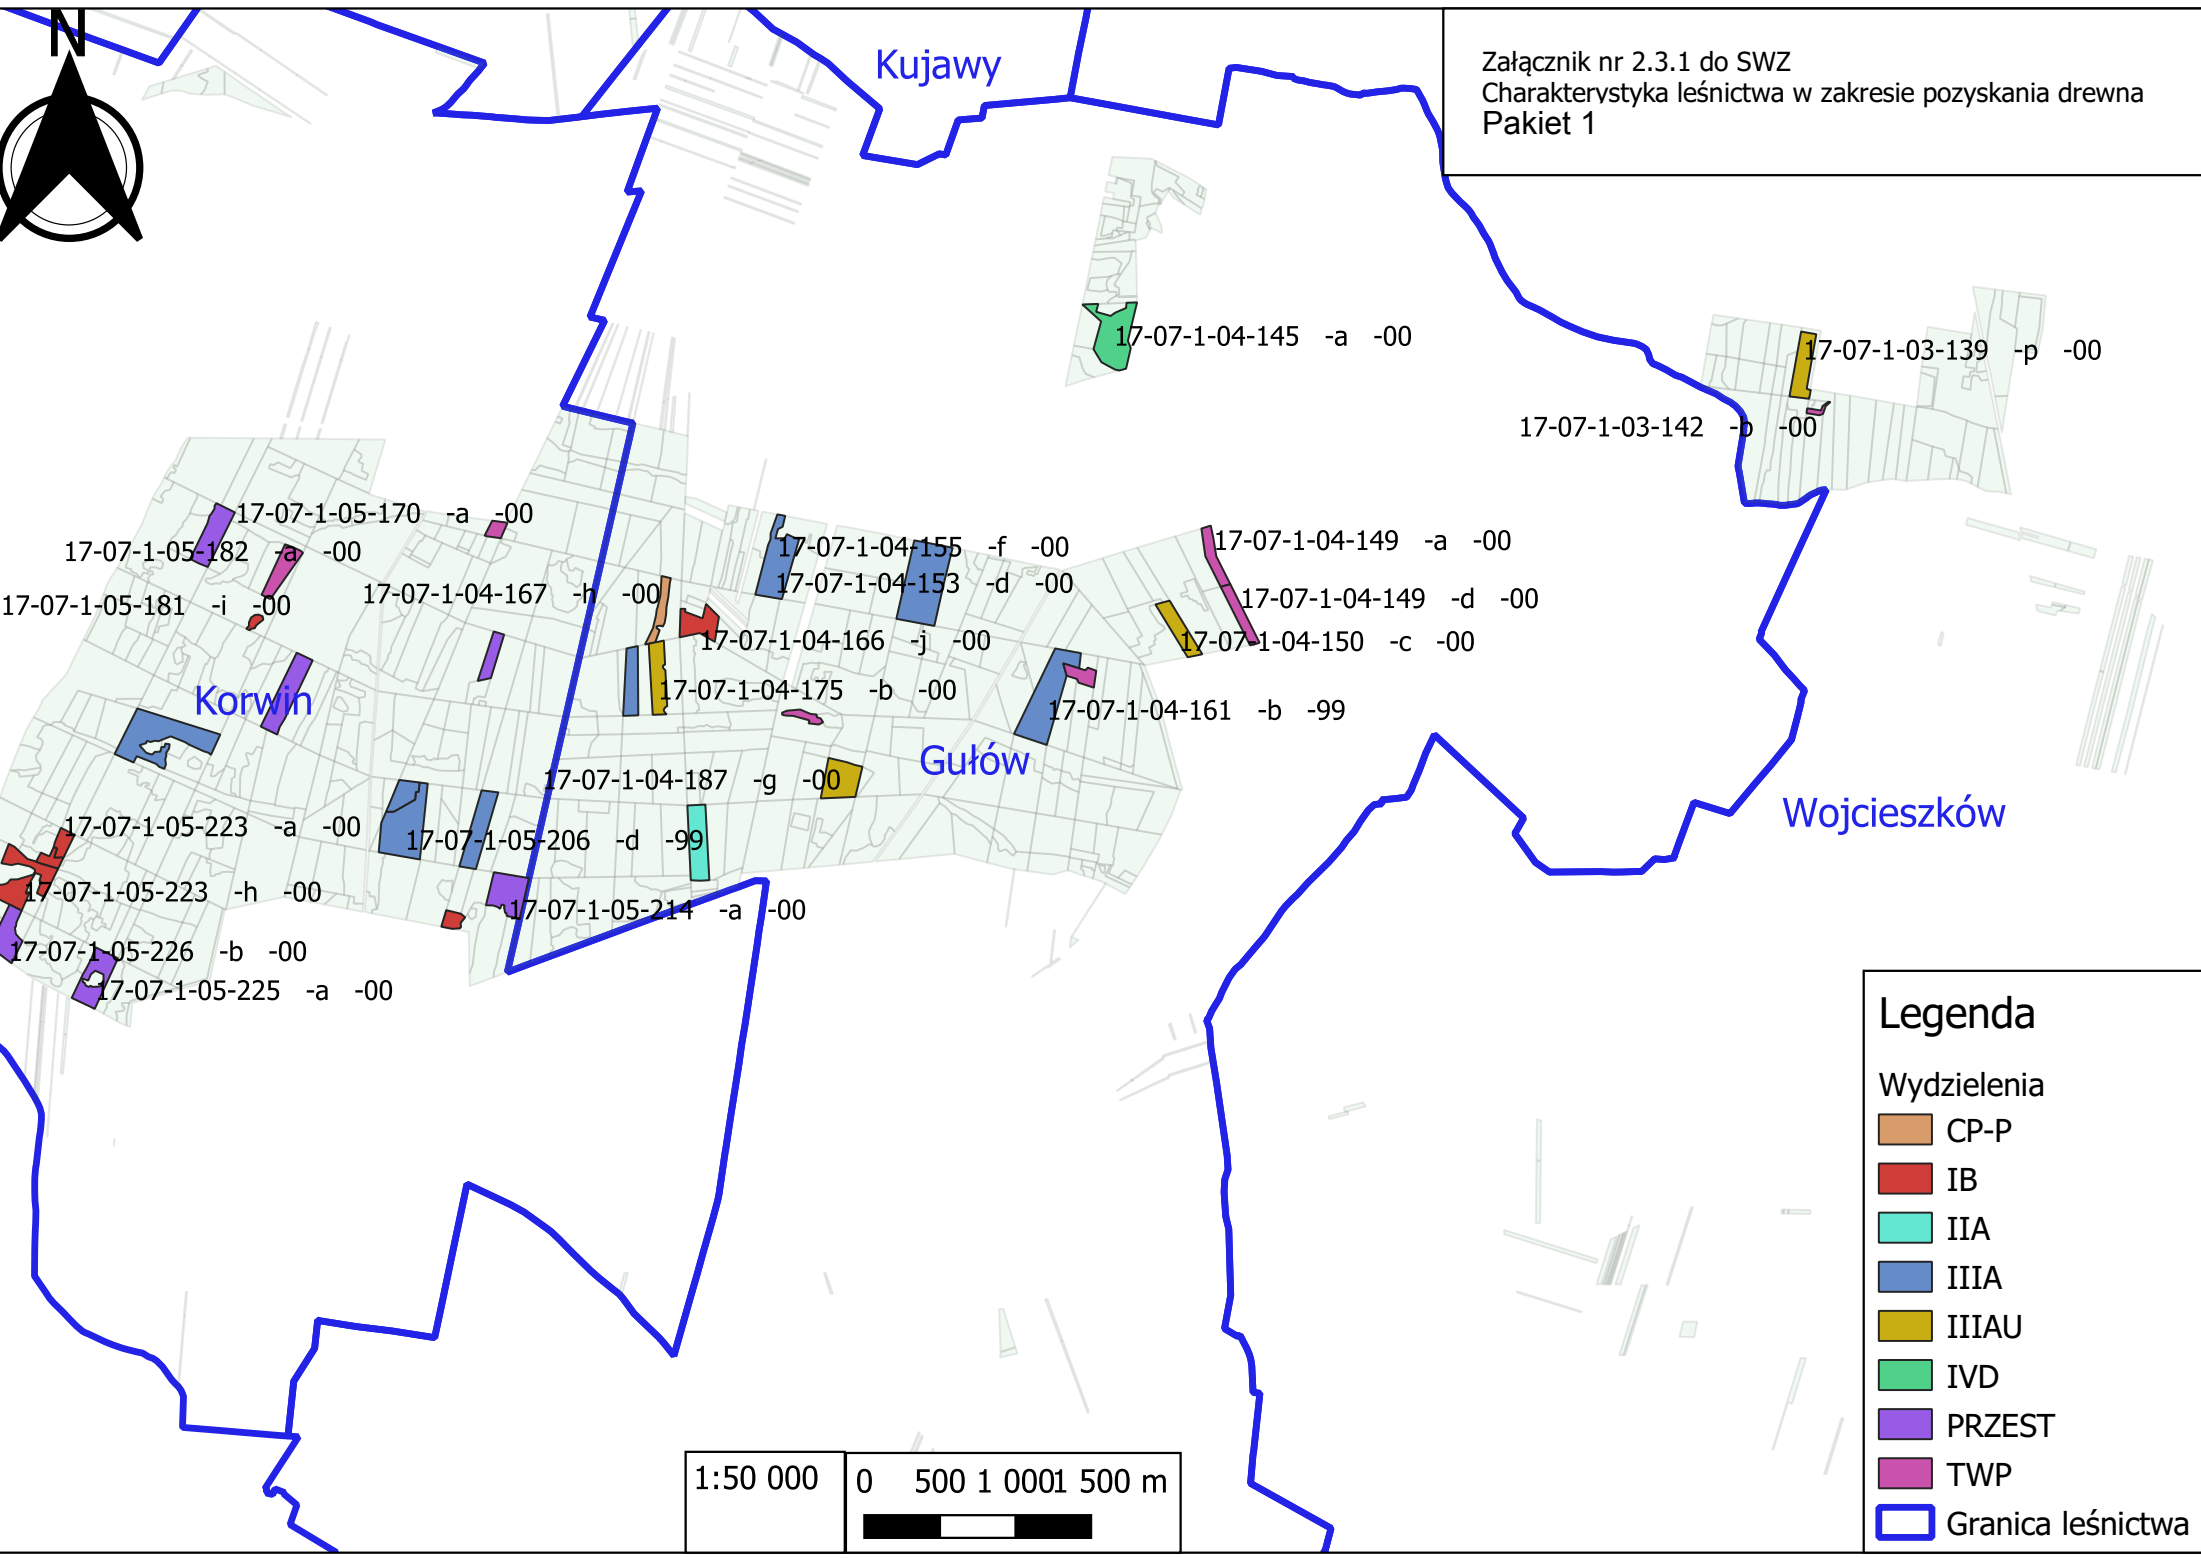 N
Kujawy
Załącznik nr 2.3.1 do SWZ
Charakterystyka leśnictwa w zakresie pozyskania drewna
Pakiet 1
17-07-1-04-145 -a -00
17-07-1-03-139 -p -00
17-07-1-03-142 -b -00
17-07-1-05-170 -a -00
17-07-1-05-182 -a -00
17-07-1-04-155 -f -00
17-07-1-04-149 -a -00
17-07-1-04-153 -d -00
17-07-1-04-167 -h -00
17-07-1-05-181 -i -00
17-07-1-04-149 -d -00
17-07-1-04-166 -j -00
17-07-1-04-150 -c -00
17-07-1-04-175 -b -00
Korwin
17-07-1-04-161 -b -99
Gułów
17-07-1-04-187 -g -00
Wojcieszków
17-07-1-05-223 -a -00
17-07-1-05-206 -d -99
17-07-1-05-223 -h -00
17-07-1-05-214 -a -00
17-07-1-05-226 -b -00
17-07-1-05-225 -a -00
Legenda
Wydzielenia
CP-P
IB
IIA
IIIA
IIIAU
IVD
PRZEST
TWP
Granica leśnictwa
1:50 000
0 500 1 000 1 500 m